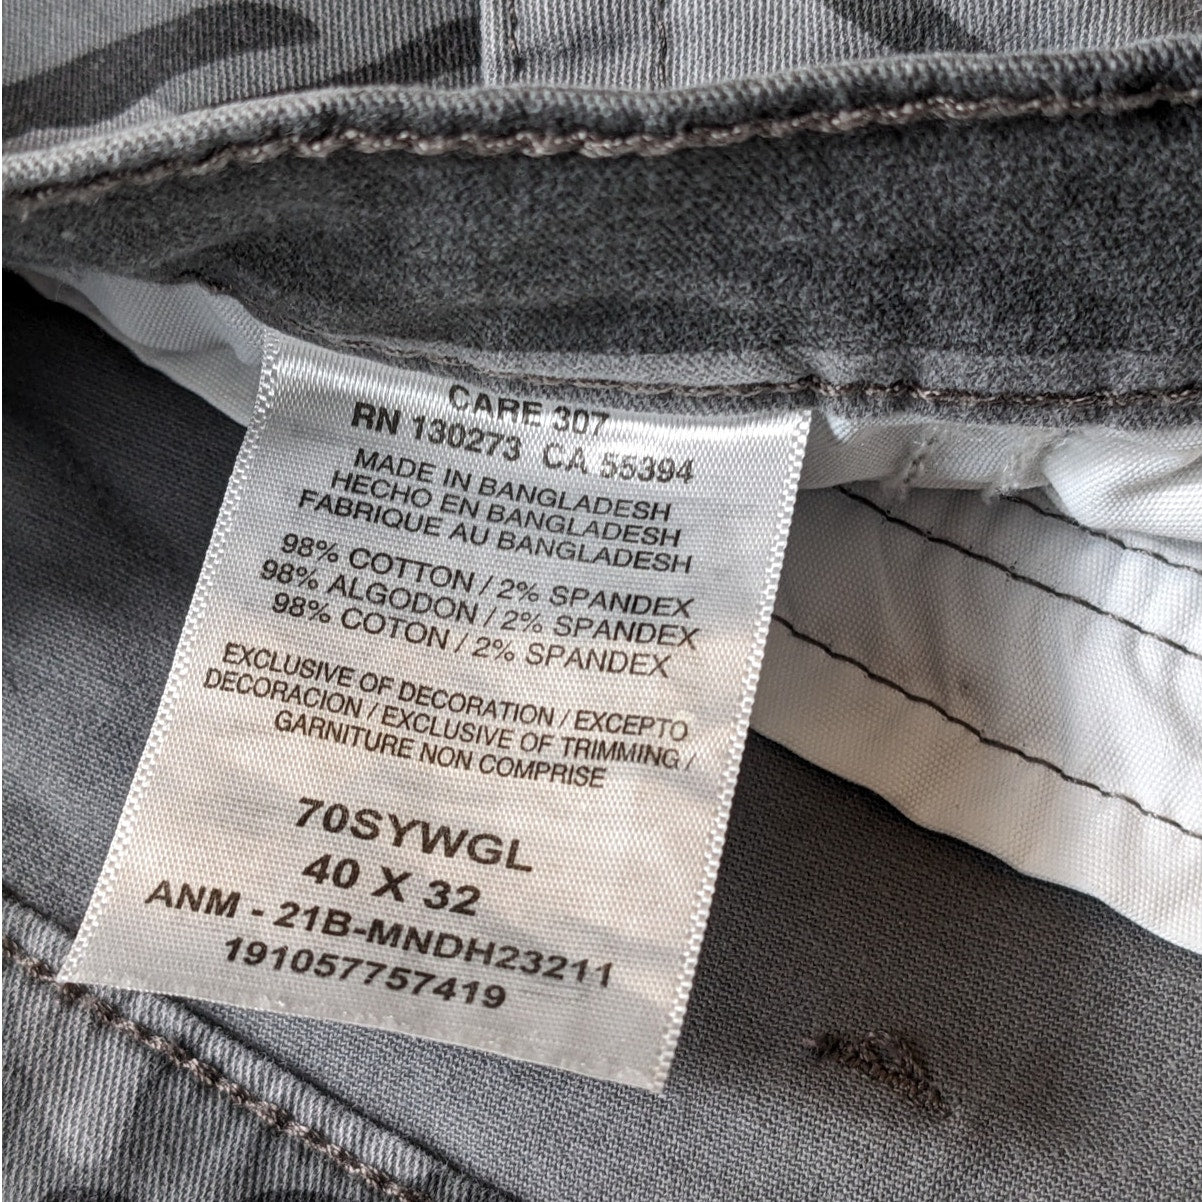 CARE 307
RN 130273 CA 55394
MADE IN BANGLADESH
HECHO EN BANGLADESH
FABRIQUE AU BANGLADESH
98% COTTON / 2% SPANDEX
98% ALGODON / 2% SPANDEX
98% COTON / 2% SPANDEX
EXCLUSIVE OF DECORATION / EXCEPTO
DECORACION / EXCLUSIVE OF TRIMMING /
GARNITURE NON COMPRISE
70SYWGL
40 X 32
ANM - 21B-MNDH23211
191057757419